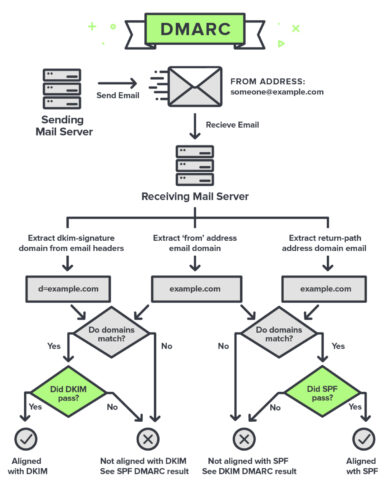 DMARC
FROM ADDRESS:
someone@example.com
Send Email
Sending
Mail Server
Recieve Email
Receiving Mail Server
Extract dkim-signature
domain from email headers
Extract ‘from’ address
email domain
Extract return-path
address domain email
d=example.com
example.com
example.com
Do domains
match?
Do domains
match?
Yes
No
No
Yes
Did DKIM
pass?
Did SPF
pass?
Yes
No
No
Yes
Aligned
with DKIM
Not aligned with DKIM
See SPF DMARC result
Not aligned with SPF
See DKIM DMARC result
Aligned
wth SPF